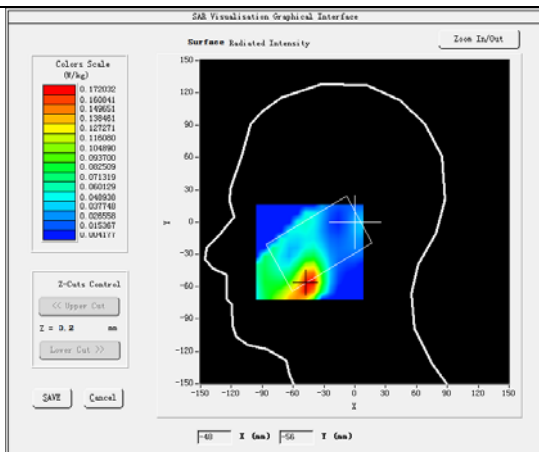 SAR Visualisation Graphical Interface
Surface Radiated Intensity
Zoom In/Out
Colors Scale
(W/kg)
0.172032
0.160841
0.149651
0.138461
0.127271
0.116080
0.104890
0.093700
0.082509
0.071319
0.060129
0.048938
0.037748
0.026558
0.015367
0.004177
Z-Cuts Control
<< Upper Cut
Z = 3.2 mm
Lower Cut >>
SAVE Cancel
150
120
90
60
30
0
-30
-60
-90
-120
-150
Y
-150 -120 -90 -60 -30 0 30 60 90 120 150
X
-48 X (mm) -56 Y (mm)